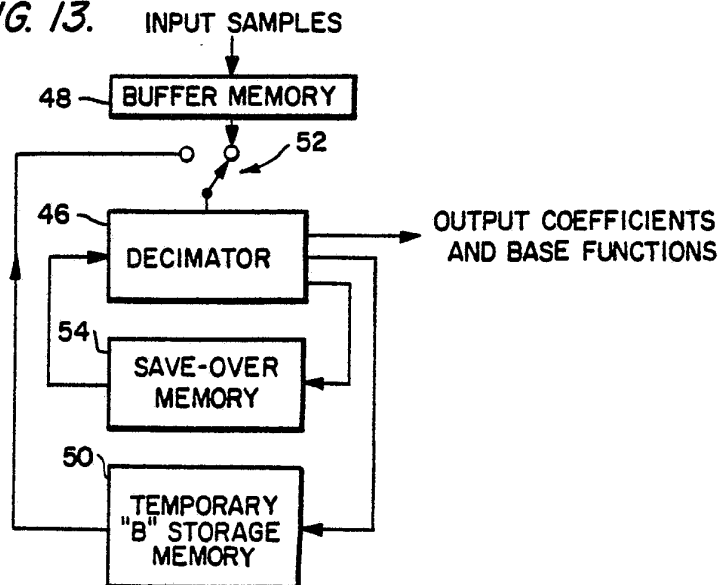 FIG. 13.
INPUT SAMPLES
48
BUFFER MEMORY
52
46
DECIMATOR
OUTPUT COEFFICIENTS
AND BASE FUNCTIONS
54
SAVE-OVER
MEMORY
50
TEMPORARY
"B" STORAGE
MEMORY